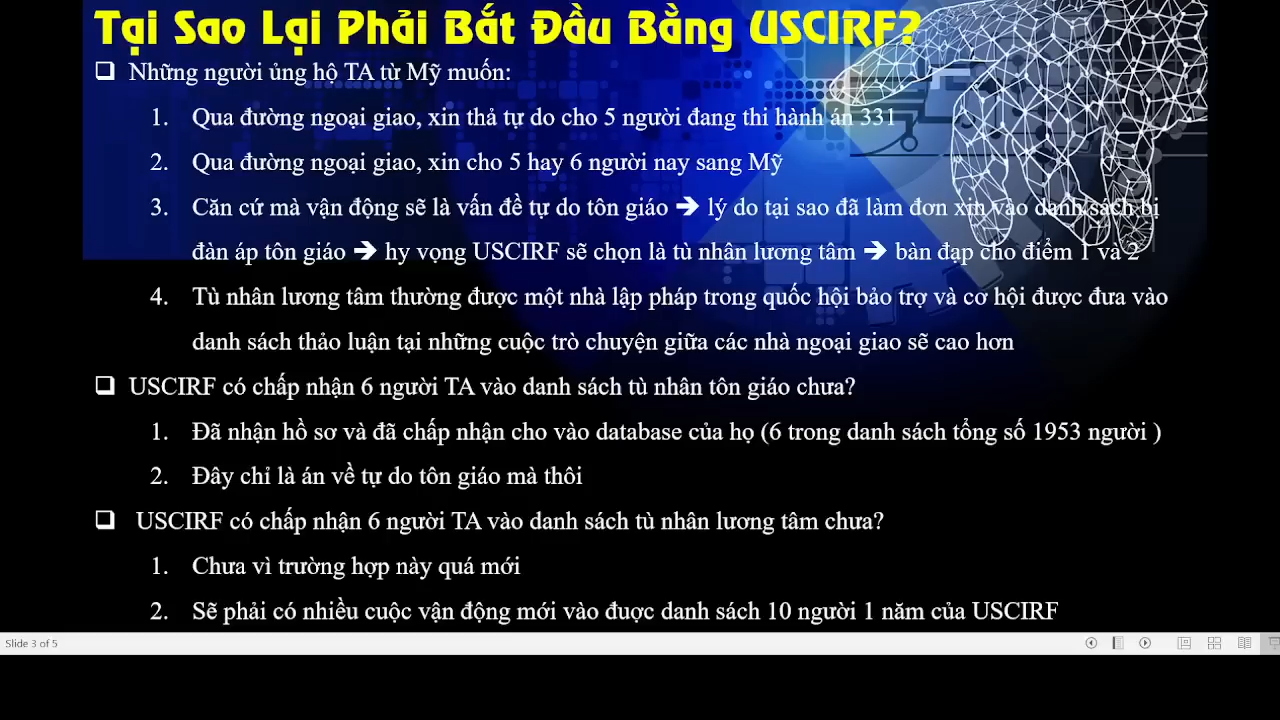 Tại Sao Lại Phải Bắt Đầu Bằng USCIRF?
❑ Những người ủng hộ TA từ Mỹ muốn:
1. Qua đường ngoại giao, xin thả tự do cho 5 người đang thi hành án 331
2. Qua đường ngoại giao, xin cho 5 hay 6 người nay sang Mỹ
3. Căn cứ mà vận động sẽ là vấn đề tự do tôn giáo → lý do tại sao đã làm đơn xin vào danh sách bị
đàn áp tôn giáo → hy vọng USCIRF sẽ chọn là tù nhân lương tâm → bàn đạp cho điểm 1 và 2
4. Tù nhân lương tâm thường được một nhà lập pháp trong quốc hội bảo trợ và cơ hội được đưa vào
danh sách thảo luận tại những cuộc trò chuyện giữa các nhà ngoại giao sẽ cao hơn
❑ USCIRF có chấp nhận 6 người TA vào danh sách tù nhân tôn giáo chưa?
1. Đã nhận hồ sơ và đã chấp nhận cho vào database của họ (6 trong danh sách tổng số 1953 người )
2. Đây chỉ là án về tự do tôn giáo mà thôi
❑ USCIRF có chấp nhận 6 người TA vào danh sách tù nhân lương tâm chưa?
1. Chưa vì trường hợp này quá mới
2. Sẽ phải có nhiều cuộc vận động mới vào đuợc danh sách 10 người 1 năm của USCIRF
Slide 3 of 5